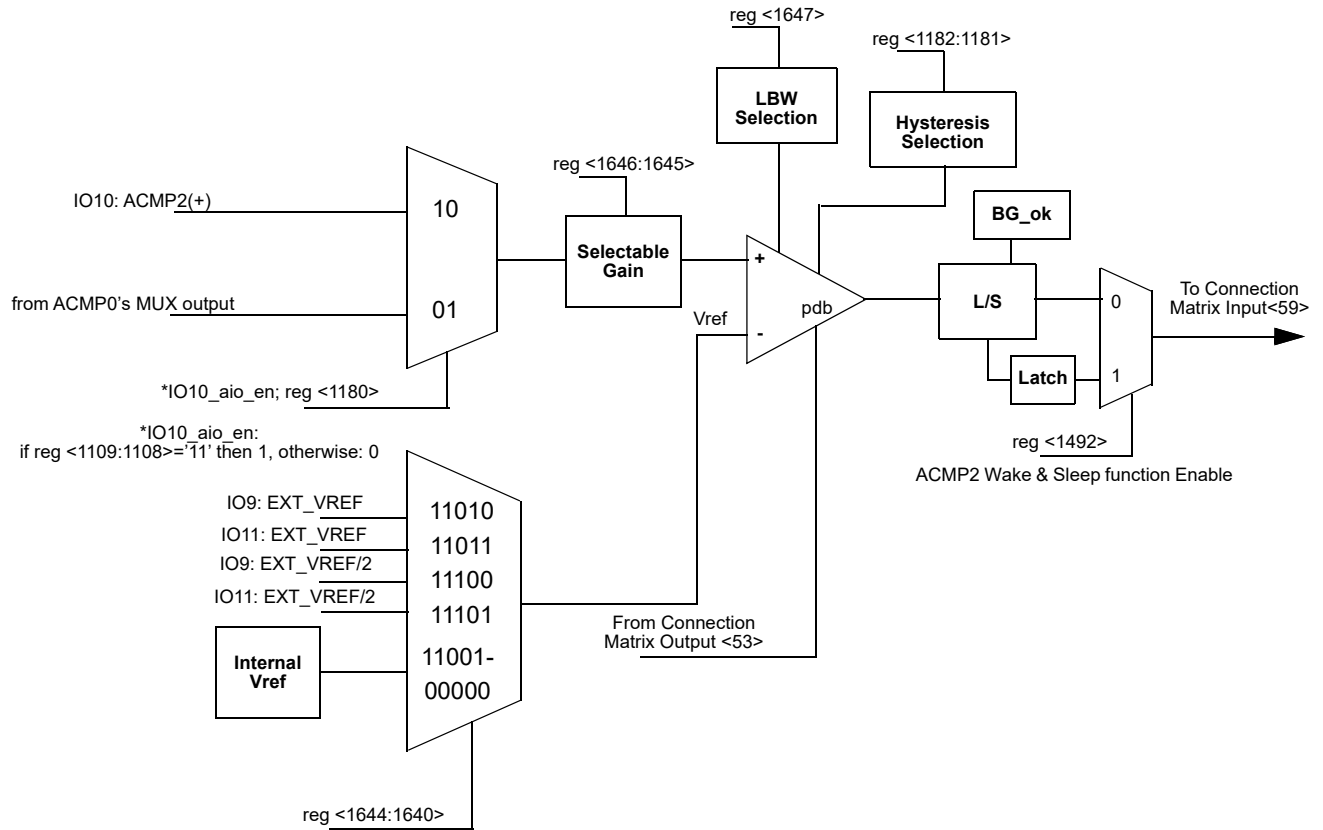 reg <1647>
reg <1182:1181>
LBW
Selection
Hysteresis
Selection
reg <1646:1645>
IO10: ACMP2(+)
10
Selectable
Gain
BG_ok
+
from ACMP0's MUX output
01
Vref
-
pdb
L/S
0
To Connection
Matrix Input<59>
Latch
1
*IO10_aio_en; reg <1180>
*IO10_aio_en:
if reg <1109:1108>='11' then 1, otherwise: 0
reg <1492>
ACMP2 Wake & Sleep function Enable
IO9: EXT_VREF
11010
IO11: EXT_VREF
11011
IO9: EXT_VREF/2
11100
IO11: EXT_VREF/2
11101
Internal
Vref
11001-
00000
From Connection
Matrix Output <53>
reg <1644:1640>